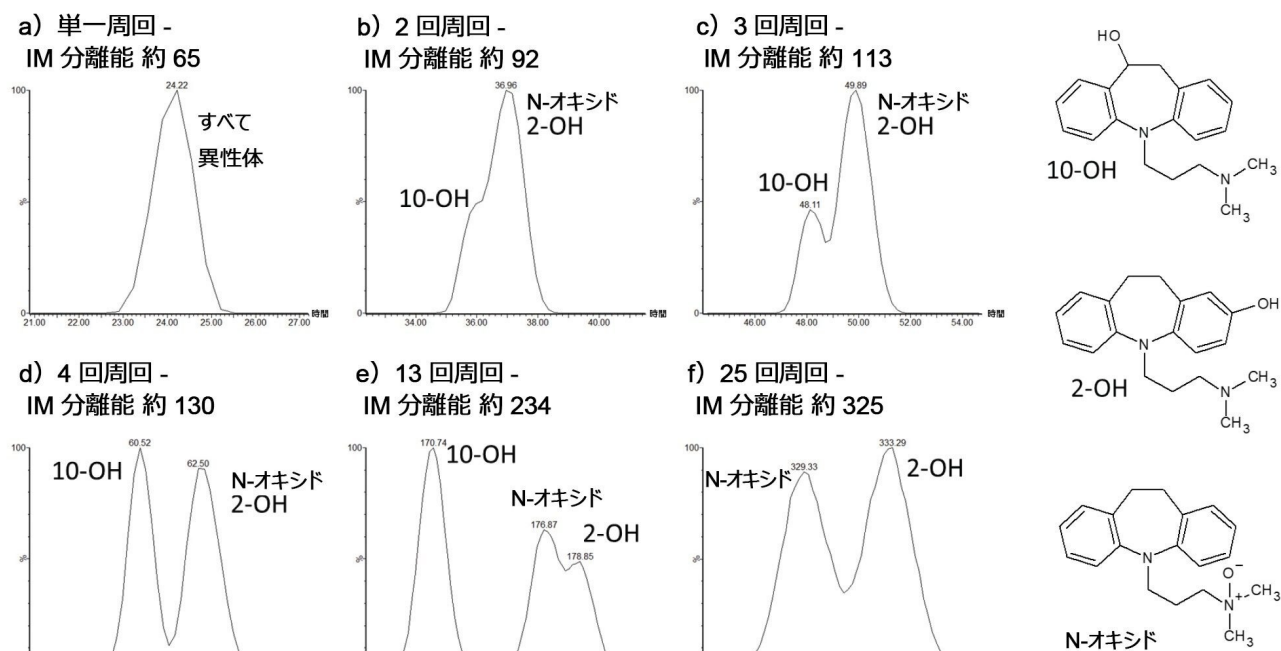 a）単一周回 -
IM 分離能 約 65
100
24.22
すべて
異性体
%
21.00 22.00 23.00 24.00 25.00 26.00 27.00
時間
b）2 回周回 -
IM 分離能 約 92
100
36.96
N-オキシド
2-OH
10-OH
%
34.00 36.00 38.00 40.00
時間
c）3 回周回 -
IM 分離能 約 113
100
49.89
N-オキシド
2-OH
10-OH
48.11
%
46.00 48.00 50.00 52.00 54.00
時間
HO
N
N
CH3
CH3
10-OH
OH
N
N
CH3
CH3
2-OH
d）4 回周回 -
IM 分離能 約 130
100
10-OH
60.52
62.50
N-オキシド
2-OH
%
e）13 回周回 -
IM 分離能 約 234
100
170.74
10-OH
N-オキシド
176.87
2-OH
178.85
%
f）25 回周回 -
IM 分離能 約 325
100
N-オキシド
329.33
333.29
2-OH
%
N
O−
N+
CH3
CH3
N-オキシド